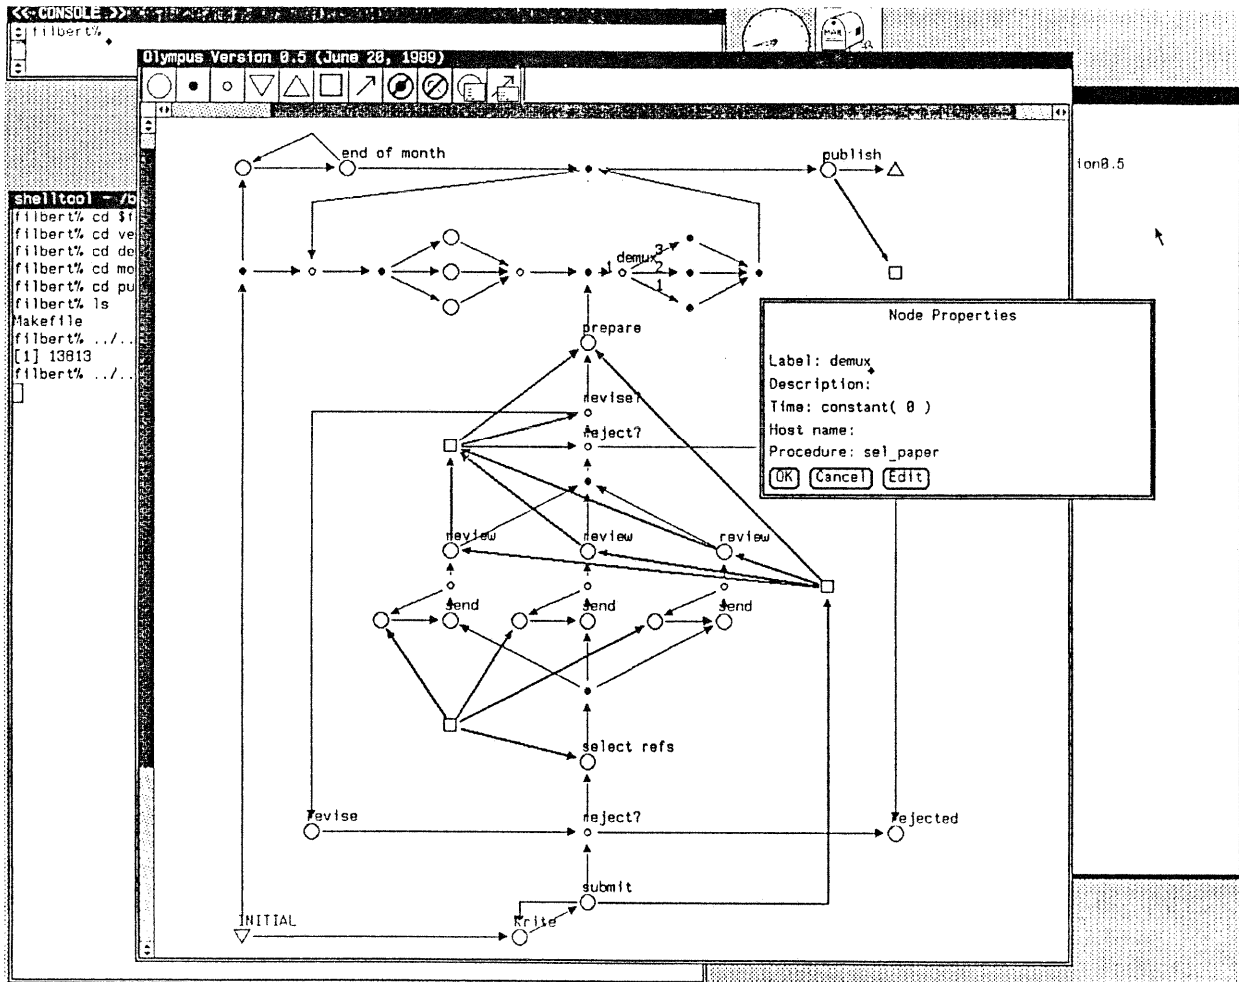 << CONSOLE >>
filbert%
MAIL
Olympus Version 0.5 (June 20, 1989)
end of month
publish
ion0.5
shelltool - /b
filbert% cd $f
filbert% cd ve
filbert% cd de
filbert% cd mo
filbert% cd pu
filbert% ls
Makefile
filbert% ../..
[1] 13813
filbert% ../..
demux
3
1
2
1
prepare
Node Properties
Label: demux
Description:
Time: constant( 0 )
Host name:
Procedure: sel_paper
OK Cancel Edit
revise?
reject?
review
review
review
send
send
send
select refs
revise
reject?
rejected
submit
INITIAL
write